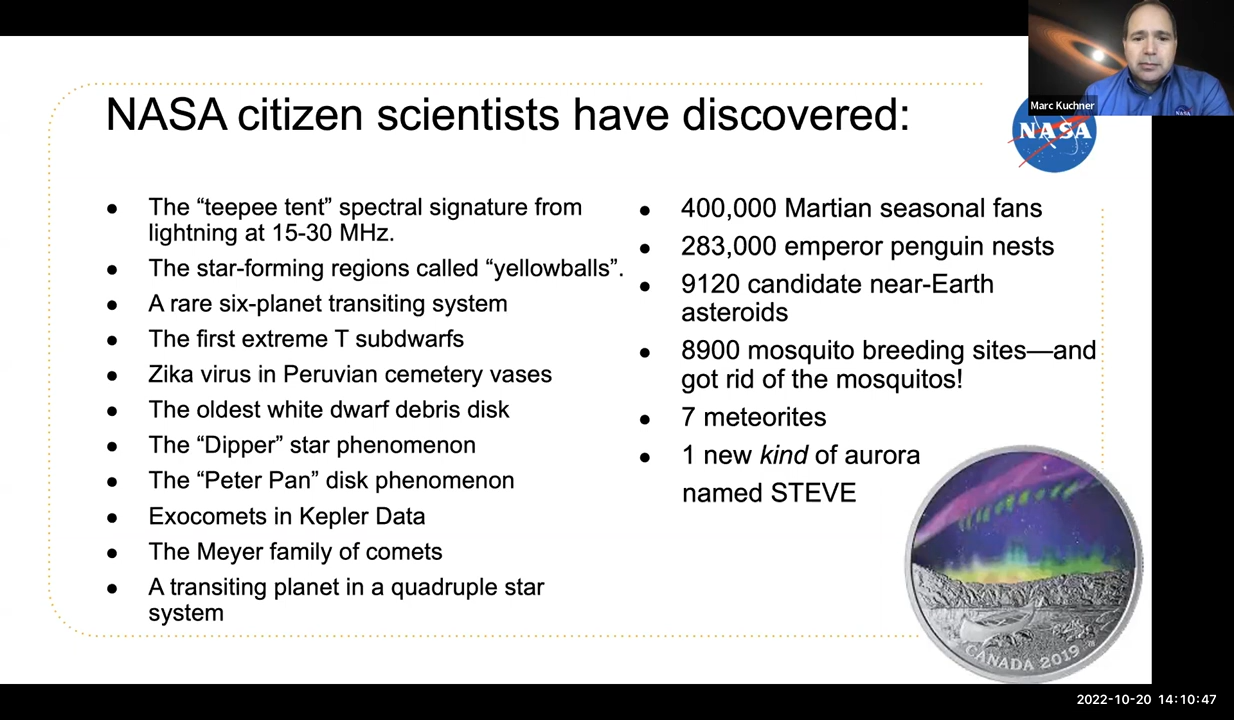 Marc Kuchner
NASA
NASA
NASA citizen scientists have discovered:
● The “teepee tent” spectral signature from
lightning at 15-30 MHz.
● The star-forming regions called “yellowballs”.
● A rare six-planet transiting system
● The first extreme T subdwarfs
● Zika virus in Peruvian cemetery vases
● The oldest white dwarf debris disk
● The “Dipper” star phenomenon
● The “Peter Pan” disk phenomenon
● Exocomets in Kepler Data
● The Meyer family of comets
● A transiting planet in a quadruple star
system
● 400,000 Martian seasonal fans
● 283,000 emperor penguin nests
● 9120 candidate near-Earth
asteroids
● 8900 mosquito breeding sites—and
got rid of the mosquitos!
● 7 meteorites
● 1 new kind of aurora
named STEVE
CANADA 2019
2022-10-20 14:10:47